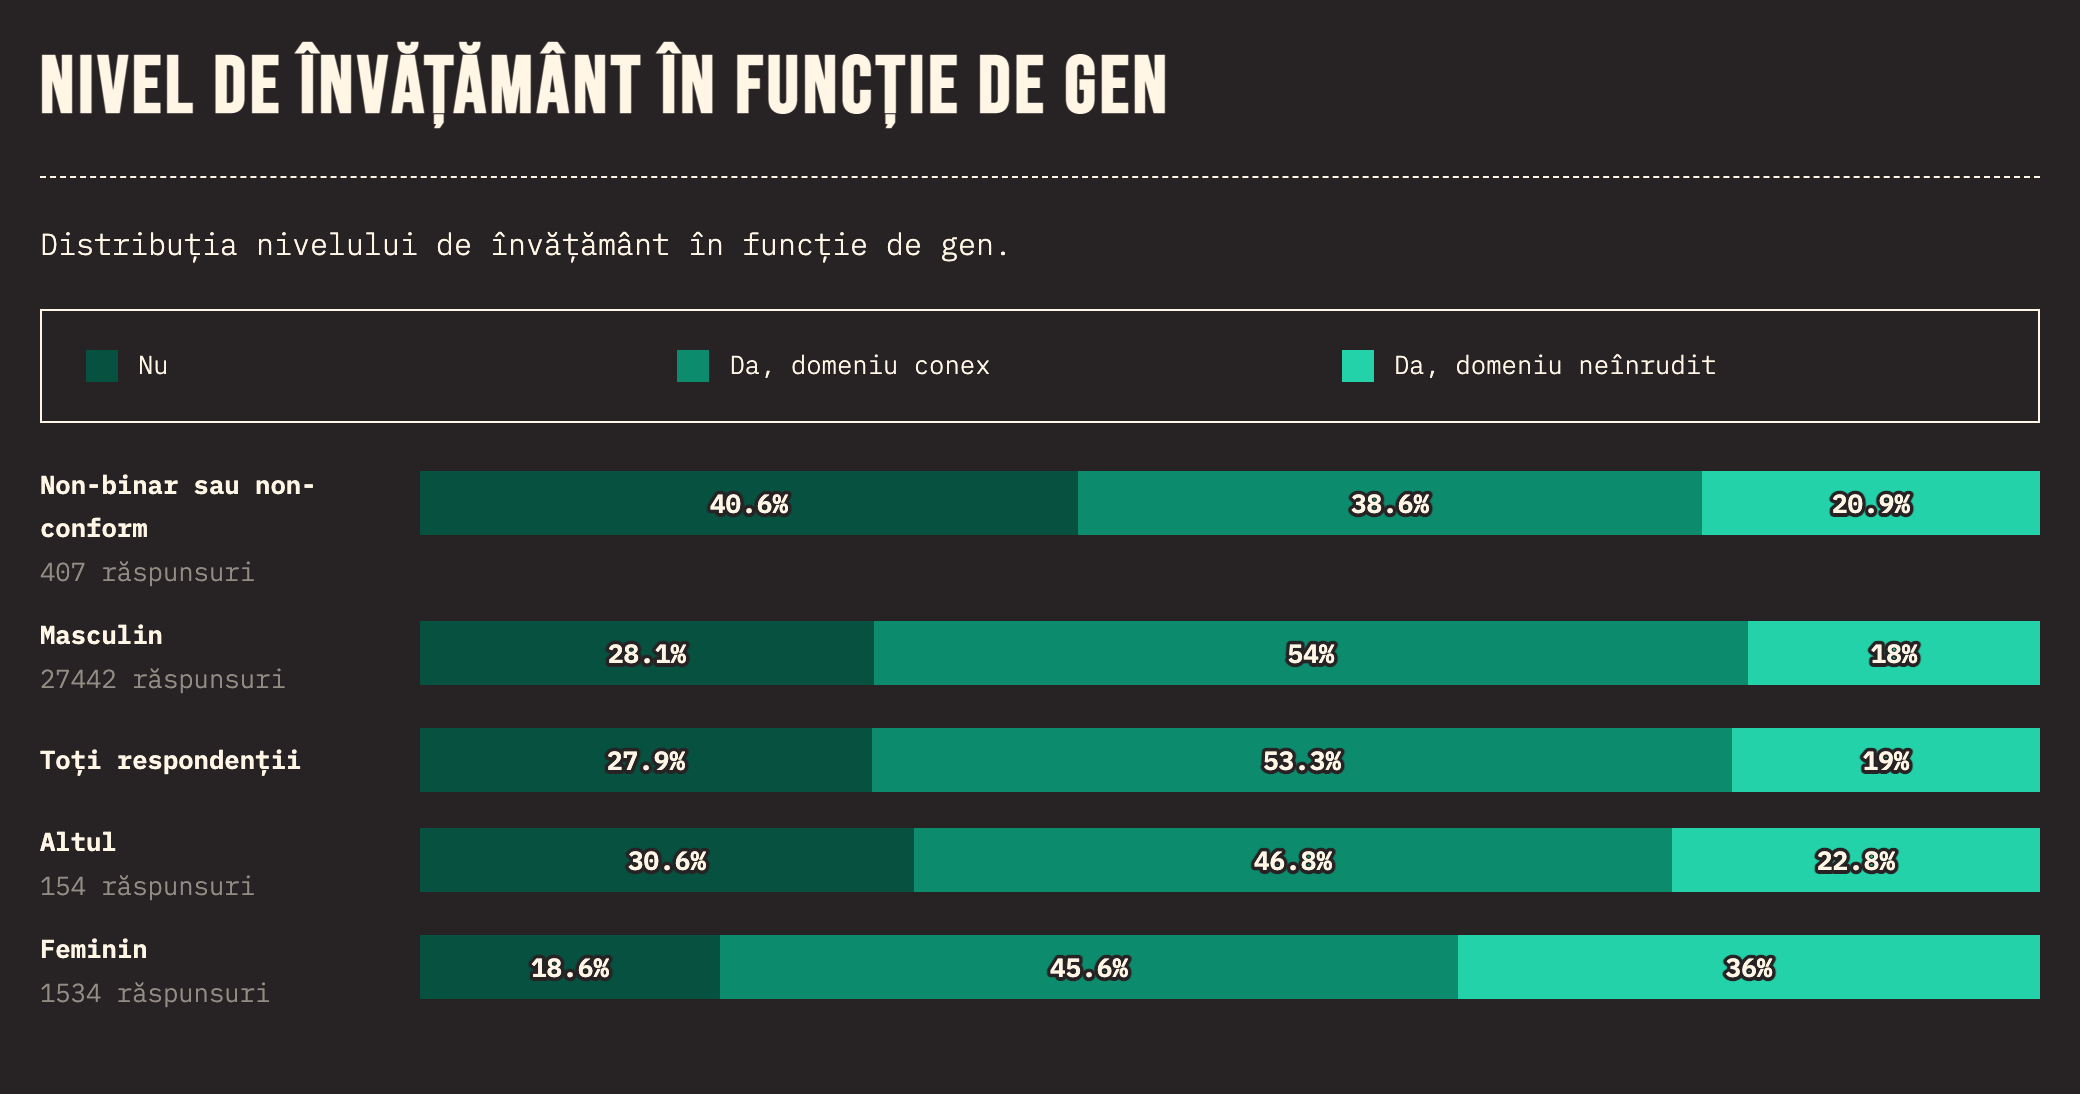 NIVEL DE ÎNVĂȚĂMÂNT ÎN FUNCȚIE DE GEN
Distribuția nivelului de învățământ în funcție de gen.
Nu
Da, domeniu conex
Da, domeniu neînrudit
Non-binar sau non-
conform
407 răspunsuri
40.6%
38.6%
20.9%
Masculin
27442 răspunsuri
28.1%
54%
18%
Toți respondenții
27.9%
53.3%
19%
Altul
154 răspunsuri
30.6%
46.8%
22.8%
Feminin
1534 răspunsuri
18.6%
45.6%
36%